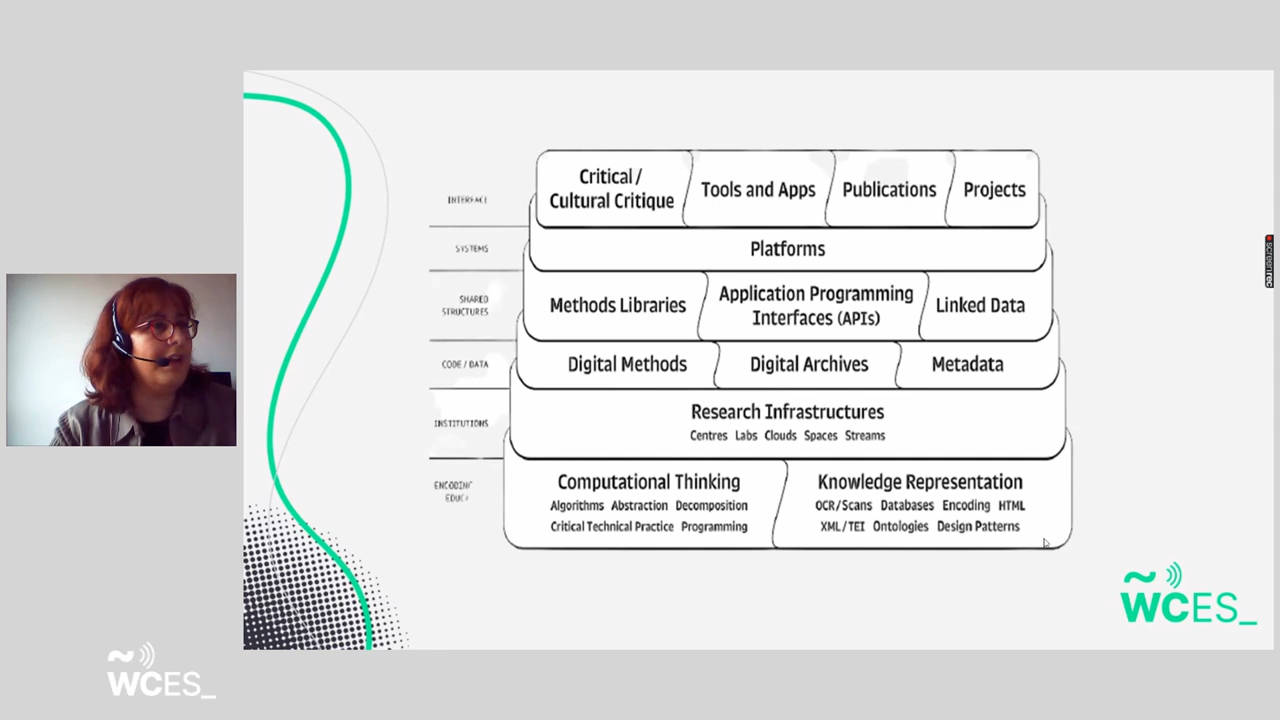 INTERFACE
Critical /
Cultural Critique
Tools and Apps
Publications
Projects
SYSTEMS
Platforms
SHARED
STRUCTURES
Methods Libraries
Application Programming
Interfaces (APIs)
Linked Data
CODE / DATA
Digital Methods
Digital Archives
Metadata
INSTITUTIONS
Research Infrastructures
Centres Labs Clouds Spaces Streams
ENCODING
Computational Thinking
Algorithms Abstraction Decomposition
Critical Technical Practice Programming
Knowledge Representation
OCR/Scans Databases Encoding HTML
XML/TEI Ontologies Design Patterns
screenrec
WCES_
WCES_